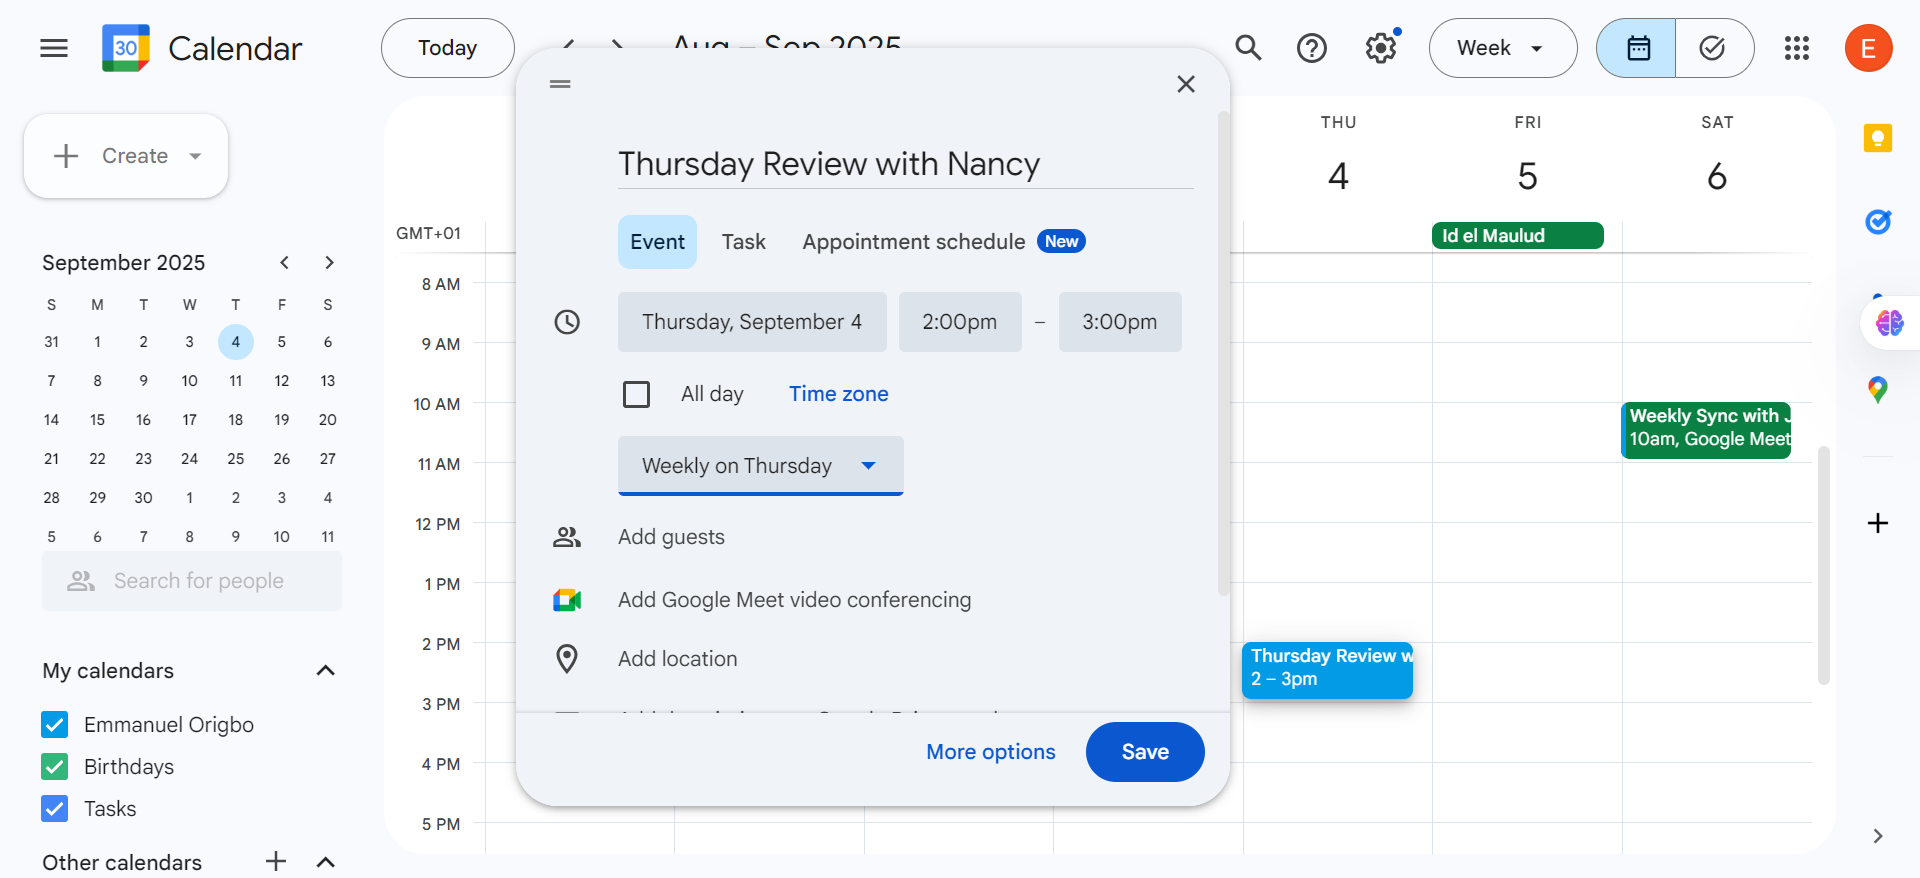 30 Calendar
Today
Aug – Sep 2025
Week
E
Create
Thursday Review with Nancy
Event Task Appointment schedule New
Thursday, September 4 2:00pm – 3:00pm
All day Time zone
Weekly on Thursday
Add guests
Add Google Meet video conferencing
Add location
More options Save
September 2025
S M T W T F S
31 1 2 3 4 5 6
7 8 9 10 11 12 13
14 15 16 17 18 19 20
21 22 23 24 25 26 27
28 29 30 1 2 3 4
5 6 7 8 9 10 11
Search for people
My calendars
Emmanuel Origbo
Birthdays
Tasks
Other calendars
GMT+01
8 AM
9 AM
10 AM
11 AM
12 PM
1 PM
2 PM
3 PM
4 PM
5 PM
THU FRI SAT
4 5 6
Id el Maulud
Weekly Sync with
10am, Google Meet
Thursday Review w
2 – 3pm